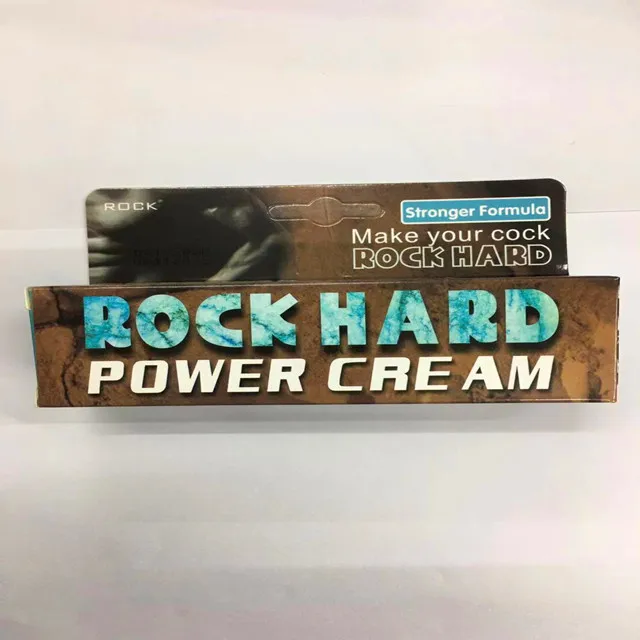 ROCK
Stronger Formula
Make your cock
ROCK HARD
ROCK HARD
POWER CREAM